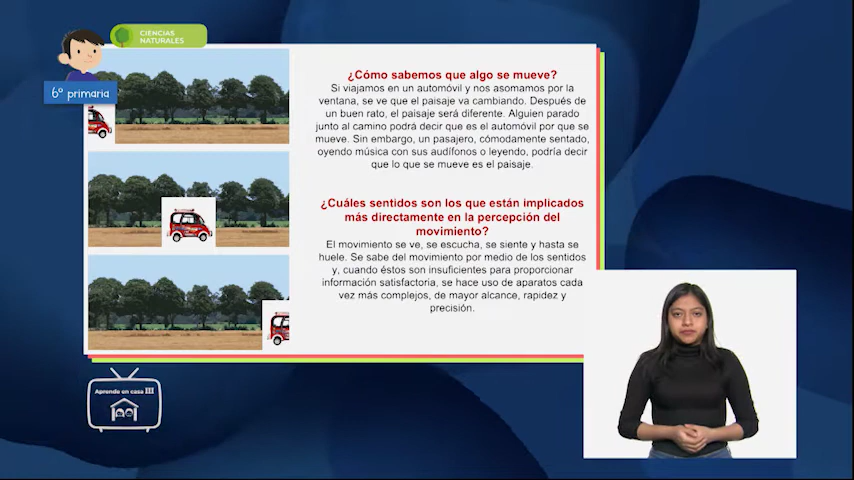 CIENCIAS
NATURALES
6° primaria
¿Cómo sabemos que algo se mueve?
Si viajamos en un automóvil y nos asomamos por la
ventana, se ve que el paisaje va cambiando. Después de
un buen rato, el paisaje será diferente. Alguien parado
junto al camino podrá decir que es el automóvil por que se
mueve. Sin embargo, un pasajero, cómodamente sentado,
oyendo música con sus audífonos o leyendo, podría decir
que lo que se mueve es el paisaje.
¿Cuáles sentidos son los que están implicados
más directamente en la percepción del
movimiento?
El movimiento se ve, se escucha, se siente y hasta se
huele. Se sabe del movimiento por medio de los sentidos
y, cuando éstos son insuficientes para proporcionar
información satisfactoria, se hace uso de aparatos cada
vez más complejos, de mayor alcance, rapidez y
precisión.
Aprende en casa III